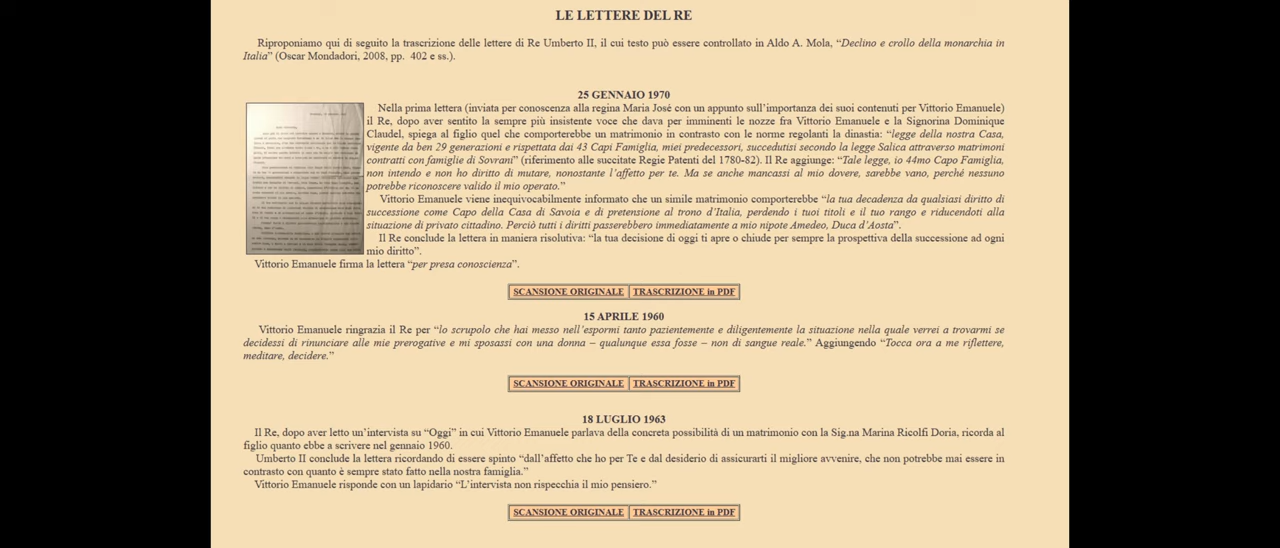 LE LETTERE DEL RE
Riproponiamo qui di seguito la trascrizione delle lettere di Re Umberto II, il cui testo può essere controllato in Aldo A. Mola, “Declino e crollo della monarchia in
Italia” (Oscar Mondadori, 2008, pp. 402 e ss.).
25 GENNAIO 1970
Nella prima lettera (inviata per conoscenza alla regina Maria José con un appunto sull’importanza dei suoi contenuti per Vittorio Emanuele)
il Re, dopo aver sentito la sempre più insistente voce che dava per imminenti le nozze fra Vittorio Emanuele e la Signorina Dominique
Claudel, spiega al figlio quel che comporterebbe un matrimonio in contrasto con le norme regolanti la dinastia: “legge della nostra Casa,
vigente da ben 29 generazioni e rispettata dai 43 Capi Famiglia, miei predecessori, succedutisi secondo la legge Salica attraverso matrimoni
contratti con famiglie di Sovrani” (riferimento alle succitate Regie Patenti del 1780-82). Il Re aggiunge: “Tale legge, io 44mo Capo Famiglia,
non intendo e non ho diritto di mutare, nonostante l’affetto per te. Ma se anche mancassi al mio dovere, sarebbe vano, perché nessuno
potrebbe riconoscere valido il mio operato.”
Vittorio Emanuele viene inequivocabilmente informato che un simile matrimonio comporterebbe “la tua decadenza da qualsiasi diritto di
successione come Capo della Casa di Savoia e di pretensione al trono d’Italia, perdendo i tuoi titoli e il tuo rango e riducendoti alla
situazione di privato cittadino. Perciò tutti i diritti passerebbero immediatamente a mio nipote Amedeo, Duca d’Aosta”.
Il Re conclude la lettera in maniera risolutiva: “la tua decisione di oggi ti apre o chiude per sempre la prospettiva della successione ad ogni
mio diritto”.
Vittorio Emanuele firma la lettera “per presa conoscienza”.
SCANSIONE ORIGINALE TRASCRIZIONE in PDF
15 APRILE 1960
Vittorio Emanuele ringrazia il Re per “lo scrupolo che hai messo nell’espormi tanto pazientemente e diligentemente la situazione nella quale verrei a trovarmi se
decidessi di rinunciare alle mie prerogative e mi sposassi con una donna – qualunque essa fosse – non di sangue reale.” Aggiungendo “Tocca ora a me riflettere,
meditare, decidere.”
SCANSIONE ORIGINALE TRASCRIZIONE in PDF
18 LUGLIO 1963
Il Re, dopo aver letto un’intervista su “Oggi” in cui Vittorio Emanuele parlava della concreta possibilità di un matrimonio con la Sig.na Marina Ricolfi Doria, ricorda al
figlio quanto ebbe a scrivere nel gennaio 1960.
Umberto II conclude la lettera ricordando di essere spinto “dall’affetto che ho per Te e dal desiderio di assicurarti il migliore avvenire, che non potrebbe mai essere in
contrasto con quanto è sempre stato fatto nella nostra famiglia.”
Vittorio Emanuele risponde con un lapidario “L’intervista non rispecchia il mio pensiero.”
SCANSIONE ORIGINALE TRASCRIZIONE in PDF